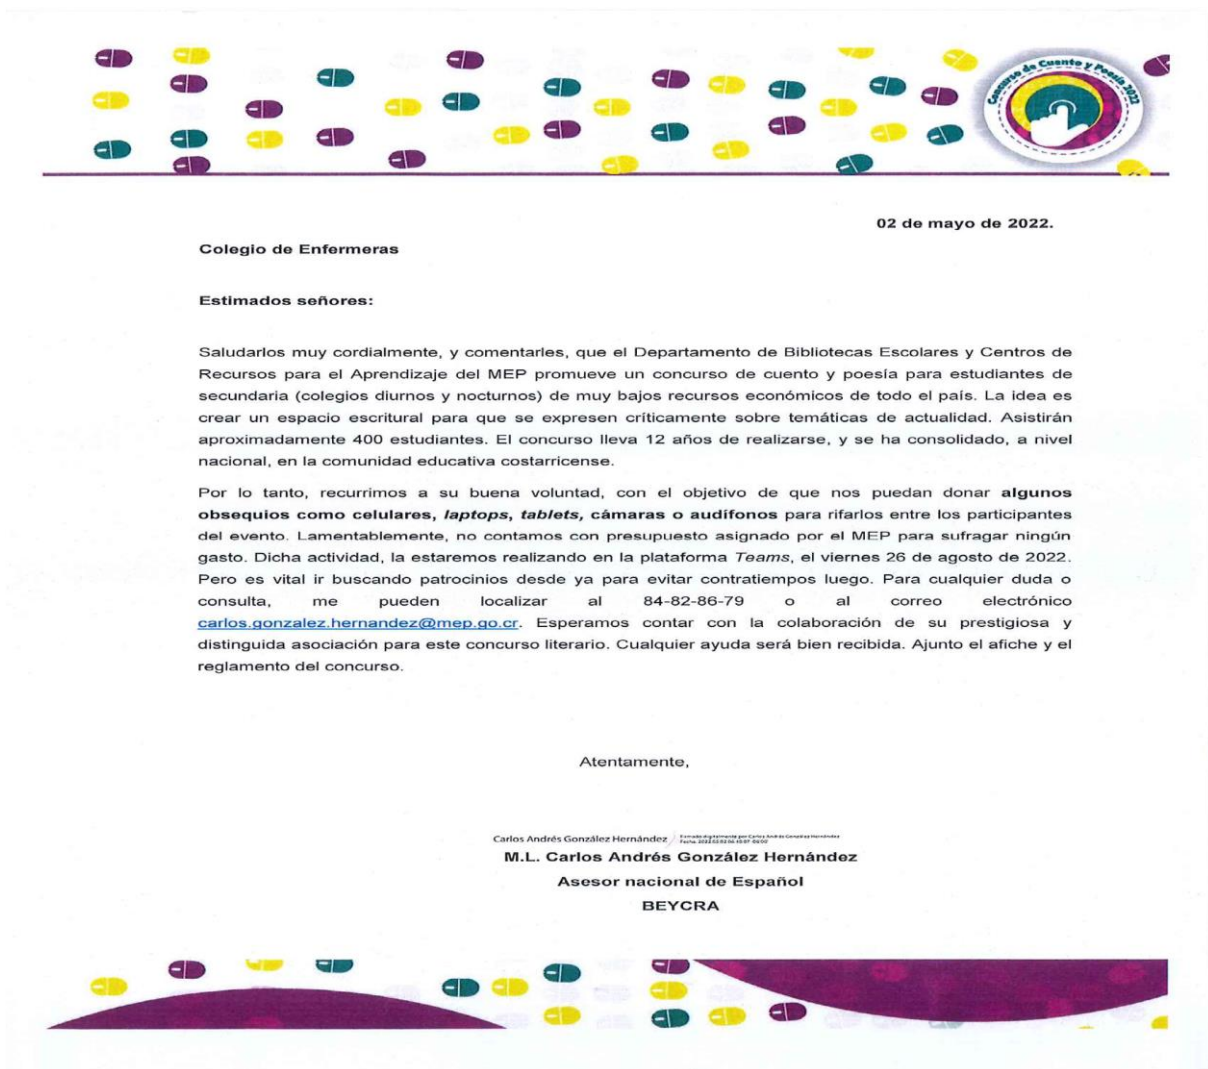 Concurso de Cuento y Poesía 2022
02 de mayo de 2022.
Colegio de Enfermeras
Estimados señores:
Saludarlos muy cordialmente, y comentarles, que el Departamento de Bibliotecas Escolares y Centros de
Recursos para el Aprendizaje del MEP promueve un concurso de cuento y poesía para estudiantes de
secundaria (colegios diurnos y nocturnos) de muy bajos recursos económicos de todo el país. La idea es
crear un espacio escritural para que se expresen críticamente sobre temáticas de actualidad. Asistirán
aproximadamente 400 estudiantes. El concurso lleva 12 años de realizarse, y se ha consolidado, a nivel
nacional, en la comunidad educativa costarricense.
Por lo tanto, recurrimos a su buena voluntad, con el objetivo de que nos puedan donar algunos
obsequios como celulares, laptops, tablets, cámaras o audífonos para rifarlos entre los participantes
del evento. Lamentablemente, no contamos con presupuesto asignado por el MEP para sufragar ningún
gasto. Dicha actividad, la estaremos realizando en la plataforma Teams, el viernes 26 de agosto de 2022.
Pero es vital ir buscando patrocinios desde ya para evitar contratiempos luego. Para cualquier duda o
consulta, me pueden localizar al 84-82-86-79 o al correo electrónico
carlos.gonzalez.hernandez@mep.go.cr. Esperamos contar con la colaboración de su prestigiosa y
distinguida asociación para este concurso literario. Cualquier ayuda será bien recibida. Ajunto el afiche y el
reglamento del concurso.
Atentamente,
Carlos Andrés González Hernández
Firmado digitalmente por Carlos Andrés González Hernández
M.L. Carlos Andrés González Hernández
Asesor nacional de Español
BEYCRA